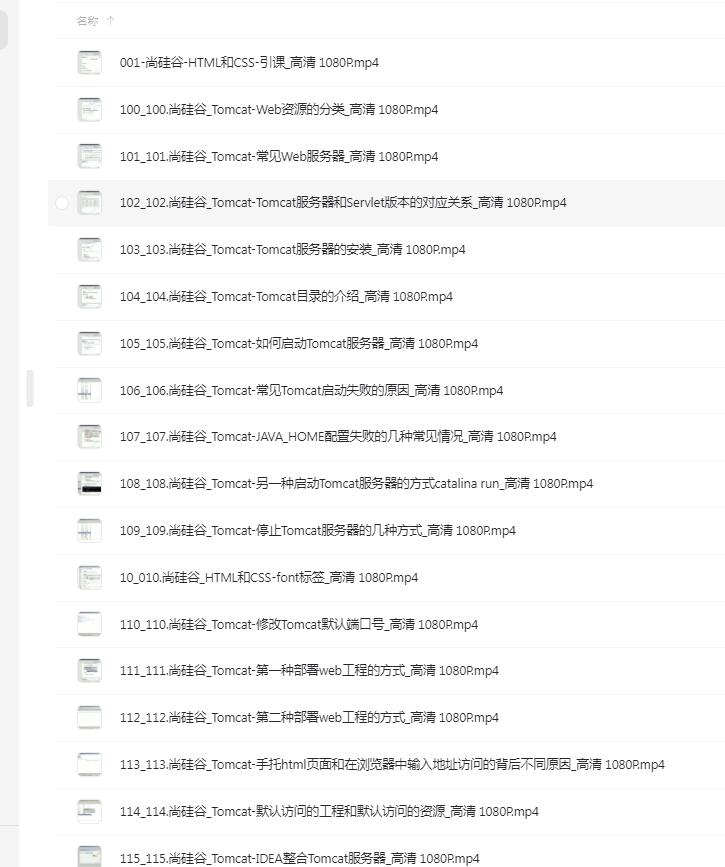 名称 ↑
001-尚硅谷-HTML和CSS-引课_高清 1080P.mp4
100_100.尚硅谷_Tomcat-Web资源的分类_高清 1080P.mp4
101_101.尚硅谷_Tomcat-常见Web服务器_高清 1080P.mp4
102_102.尚硅谷_Tomcat-Tomcat服务器和Servlet版本的对应关系_高清 1080P.mp4
103_103.尚硅谷_Tomcat-Tomcat服务器的安装_高清 1080P.mp4
104_104.尚硅谷_Tomcat-Tomcat目录的介绍_高清 1080P.mp4
105_105.尚硅谷_Tomcat-如何启动Tomcat服务器_高清 1080P.mp4
106_106.尚硅谷_Tomcat-常见Tomcat启动失败的原因_高清 1080P.mp4
107_107.尚硅谷_Tomcat-JAVA_HOME配置失败的几种常见情况_高清 1080P.mp4
108_108.尚硅谷_Tomcat-另一种启动Tomcat服务器的方式catalina run_高清 1080P.mp4
109_109.尚硅谷_Tomcat-停止Tomcat服务器的几种方式_高清 1080P.mp4
10_010.尚硅谷_HTML和CSS-font标签_高清 1080P.mp4
110_110.尚硅谷_Tomcat-修改Tomcat默认端口号_高清 1080P.mp4
111_111.尚硅谷_Tomcat-第一种部署web工程的方式_高清 1080P.mp4
112_112.尚硅谷_Tomcat-第二种部署web工程的方式_高清 1080P.mp4
113_113.尚硅谷_Tomcat-手托html页面和在浏览器中输入地址访问的背后不同原因_高清 1080P.mp4
114_114.尚硅谷_Tomcat-默认访问的工程和默认访问的资源_高清 1080P.mp4
115_115.尚硅谷_Tomcat-IDEA整合Tomcat服务器_高清 1080P.mp4